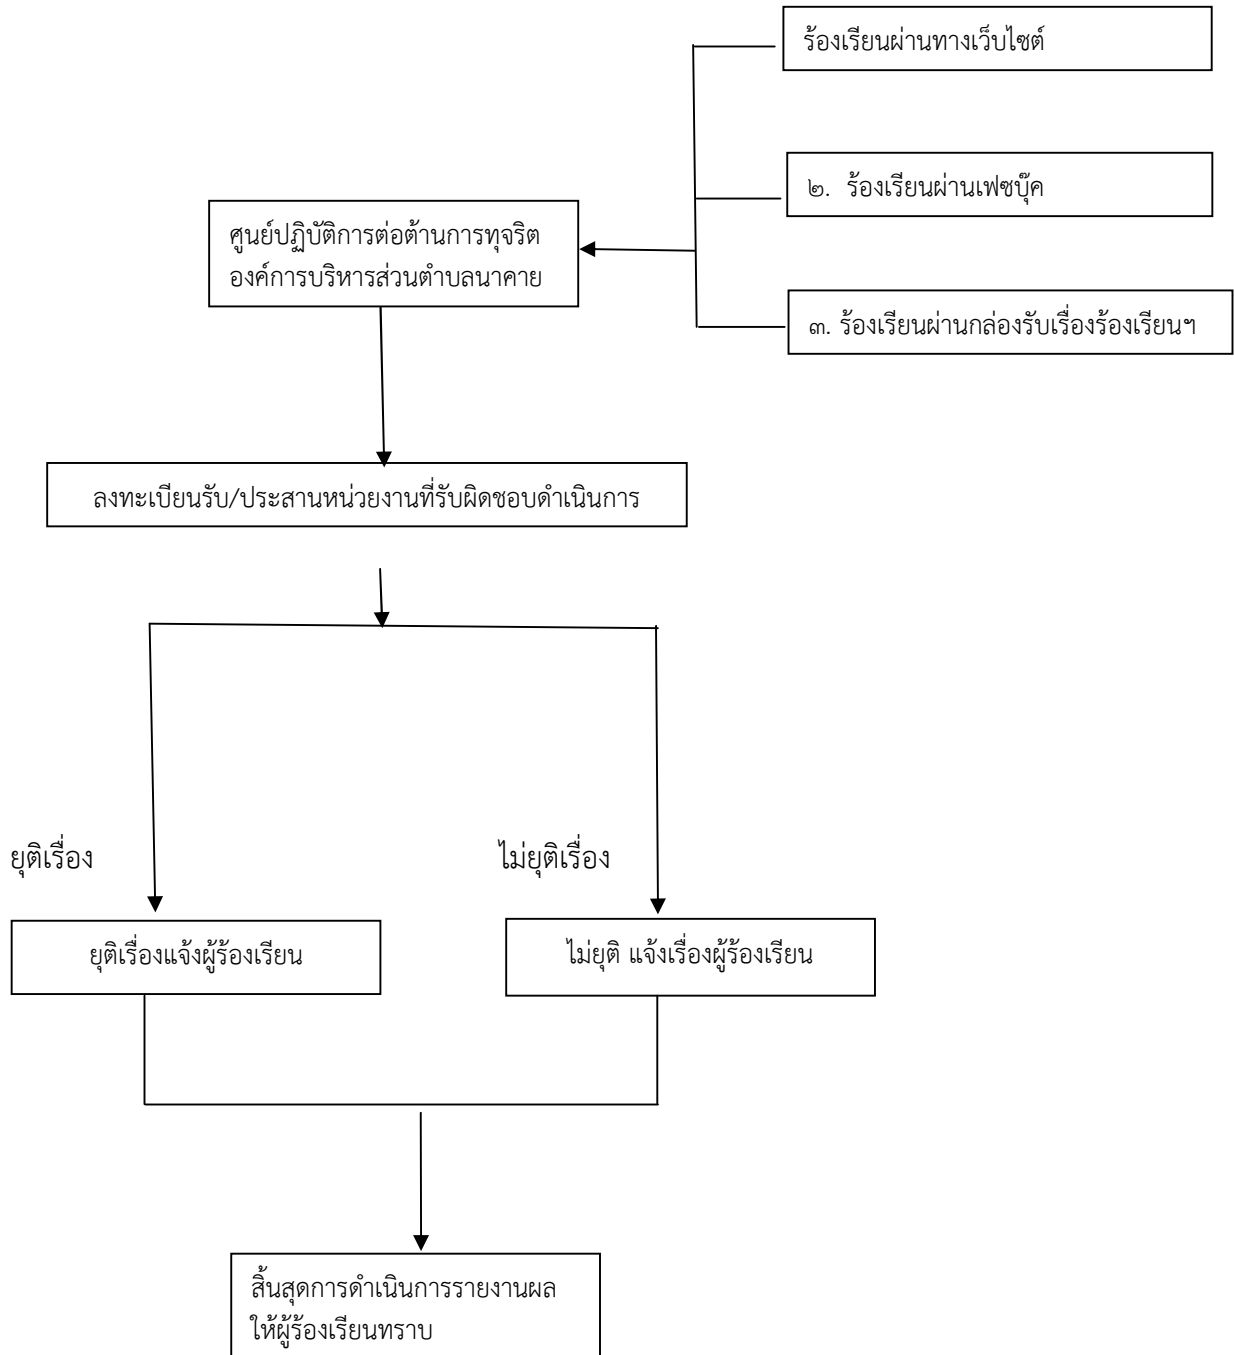 ร้องเรียนผ่านทางเว็บไซต์
๒. ร้องเรียนผ่านเฟซบุ๊ค
ศูนย์ปฏิบัติการต่อต้านการทุจริต
องค์การบริหารส่วนตำบลนาคาย
๓. ร้องเรียนผ่านกล่องรับเรื่องร้องเรียนฯ
ลงทะเบียนรับ/ประสานหน่วยงานที่รับผิดชอบดำเนินการ
ยุติเรื่อง
ไม่ยุติเรื่อง
ยุติเรื่องแจ้งผู้ร้องเรียน
ไม่ยุติ แจ้งเรื่องผู้ร้องเรียน
สิ้นสุดการดำเนินการรายงานผล
ให้ผู้ร้องเรียนทราบ